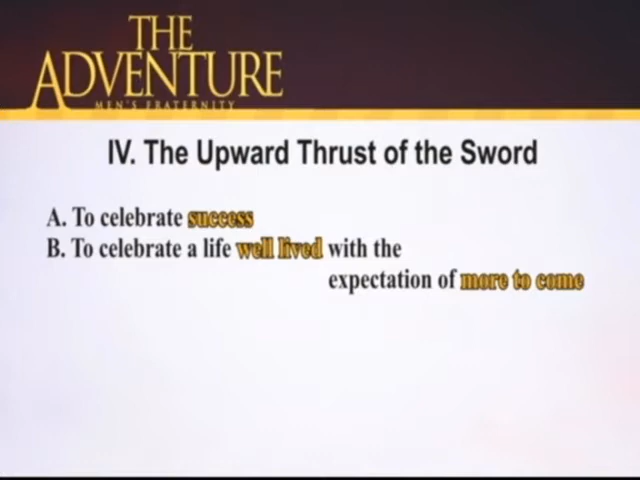 THE
ADVENTURE
MEN'S FRATERNITY
IV. The Upward Thrust of the Sword
A. To celebrate success
B. To celebrate a life well lived with the
expectation of more to come